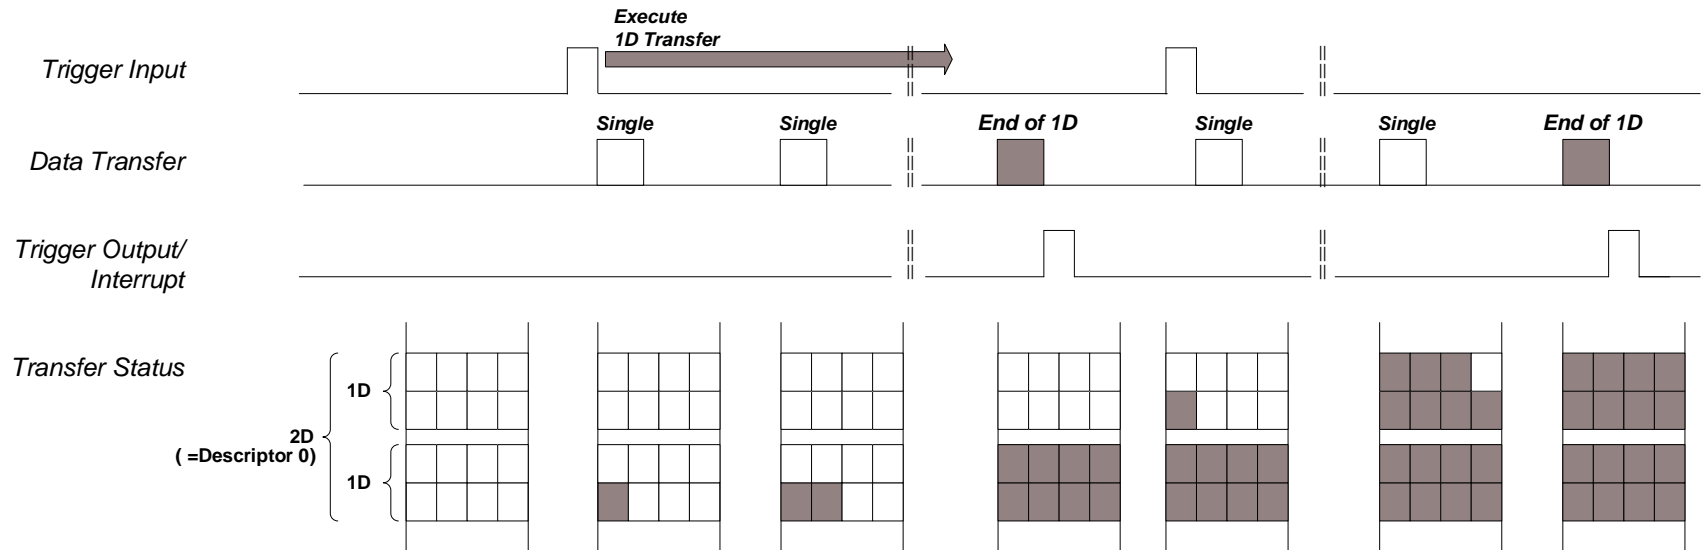 Execute
1D Transfer
Trigger Input
Single
Single
End of 1D
Single
Single
End of 1D
Data Transfer
Trigger Output/
Interrupt
Transfer Status
1D
2D
( =Descriptor 0)
1D